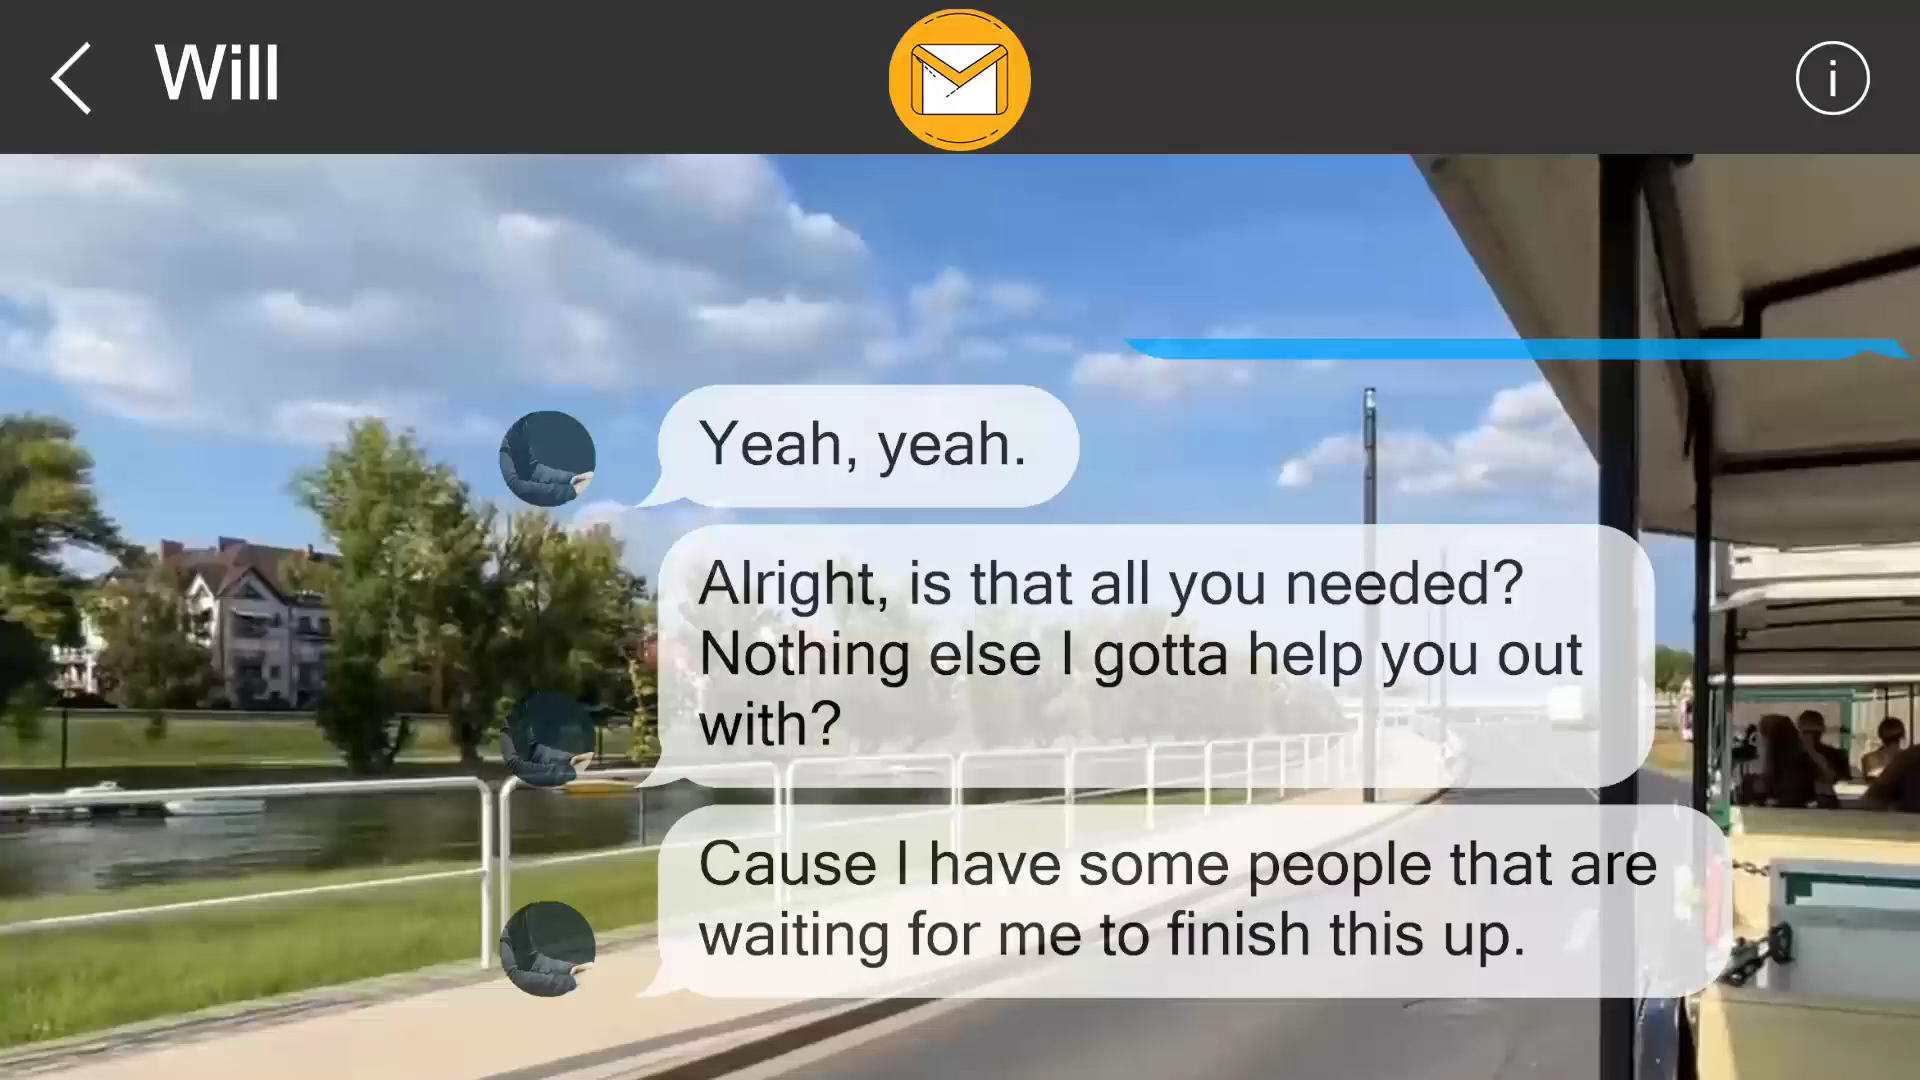 Will
i
Yeah, yeah.
Alright, is that all you needed?
Nothing else I gotta help you out
with?
Cause I have some people that are
waiting for me to finish this up.